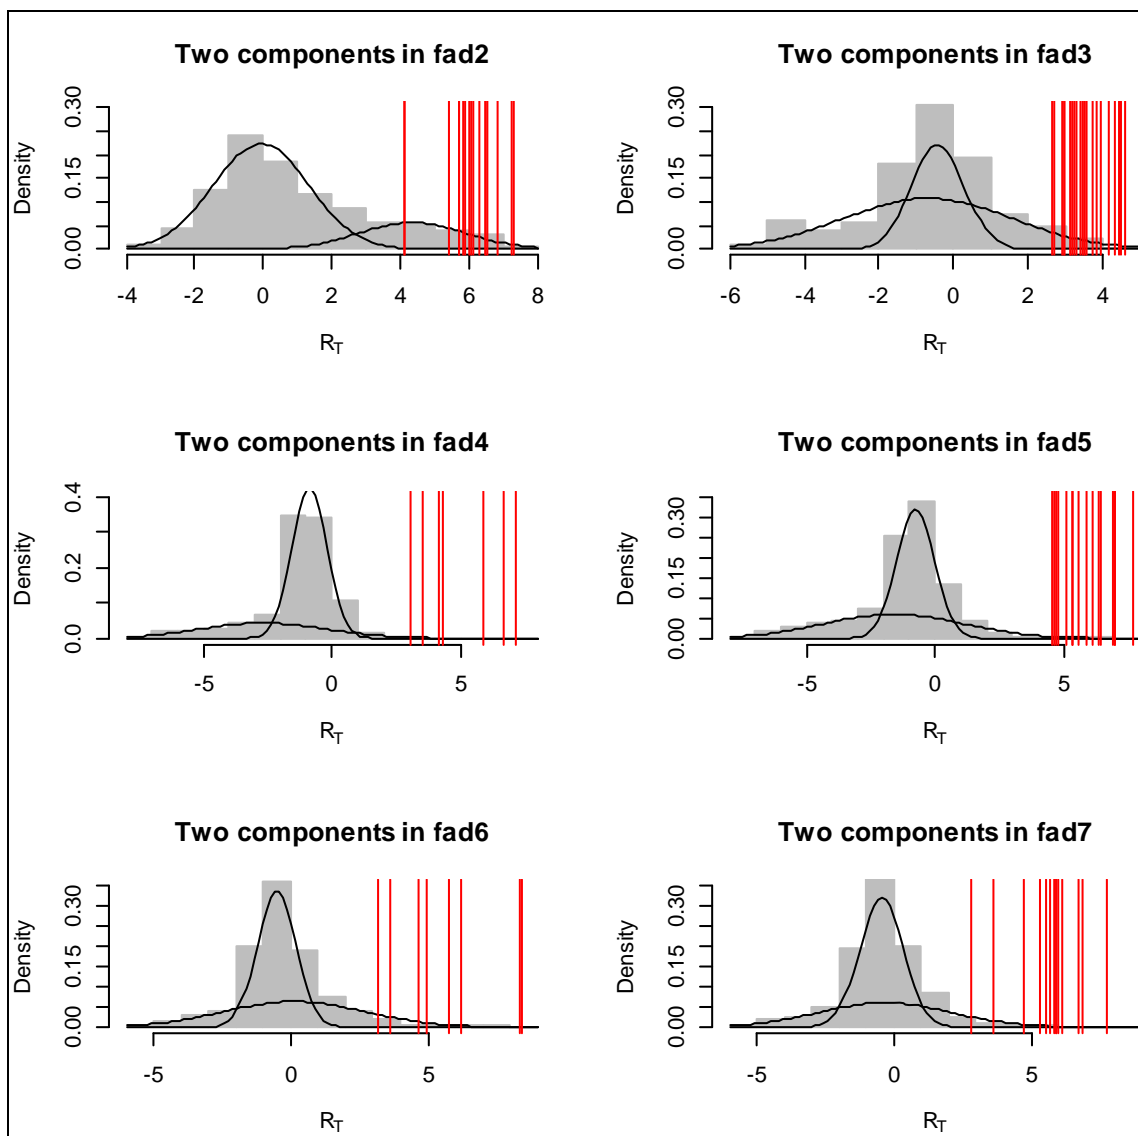 Two components in fad2
Density
0.00 0.15 0.30
-4 -2 0 2 4 6 8
R_T
Two components in fad3
Density
0.00 0.15 0.30
-6 -4 -2 0 2 4
R_T
Two components in fad4
Density
0.0 0.2 0.4
-5 0 5
R_T
Two components in fad5
Density
0.00 0.15 0.30
-5 0 5
R_T
Two components in fad6
Density
0.00 0.15 0.30
-5 0 5
R_T
Two components in fad7
Density
0.00 0.15 0.30
-5 0 5
R_T